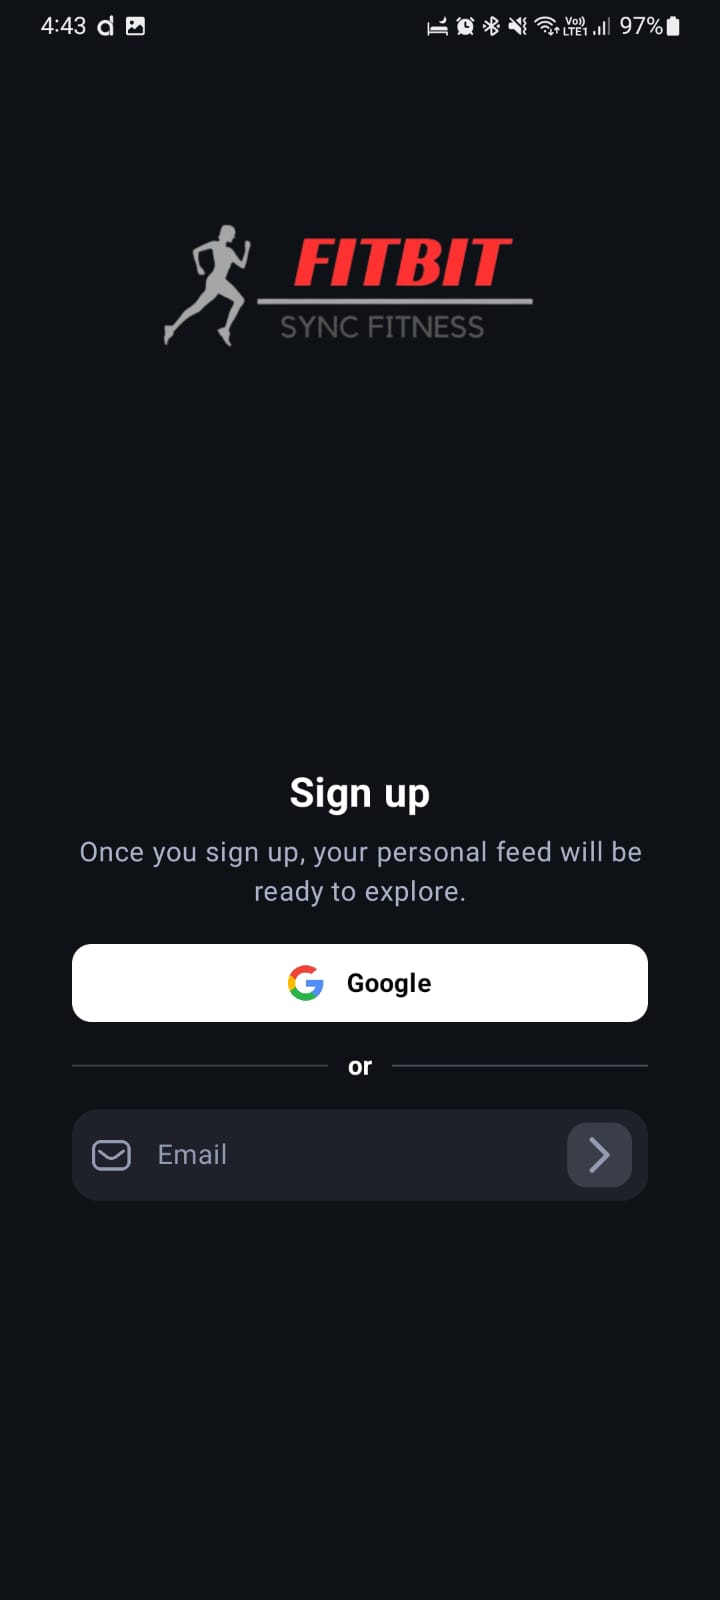 4:43
Vo))
LTE1
97%
FITBIT
SYNC FITNESS
Sign up
Once you sign up, your personal feed will be
ready to explore.
Google
or
Email